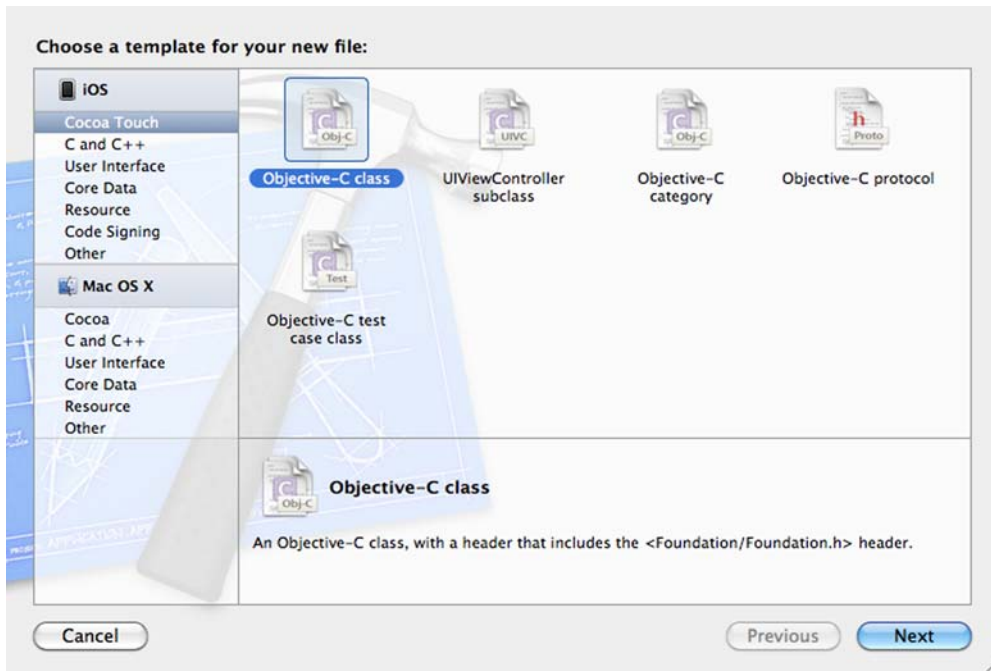 Choose a template for your new file:
iOS
Cocoa Touch
C and C++
User Interface
Core Data
Resource
Code Signing
Other
Mac OS X
Cocoa
C and C++
User Interface
Core Data
Resource
Other
Obj-C
Objective-C class
UIVC
UIViewController
subclass
Obj-C
Objective-C
category
h
Proto
Objective-C protocol
Test
Objective-C test
case class
Obj-C
Objective-C class
An Objective-C class, with a header that includes the <Foundation/Foundation.h> header.
Cancel
Previous
Next